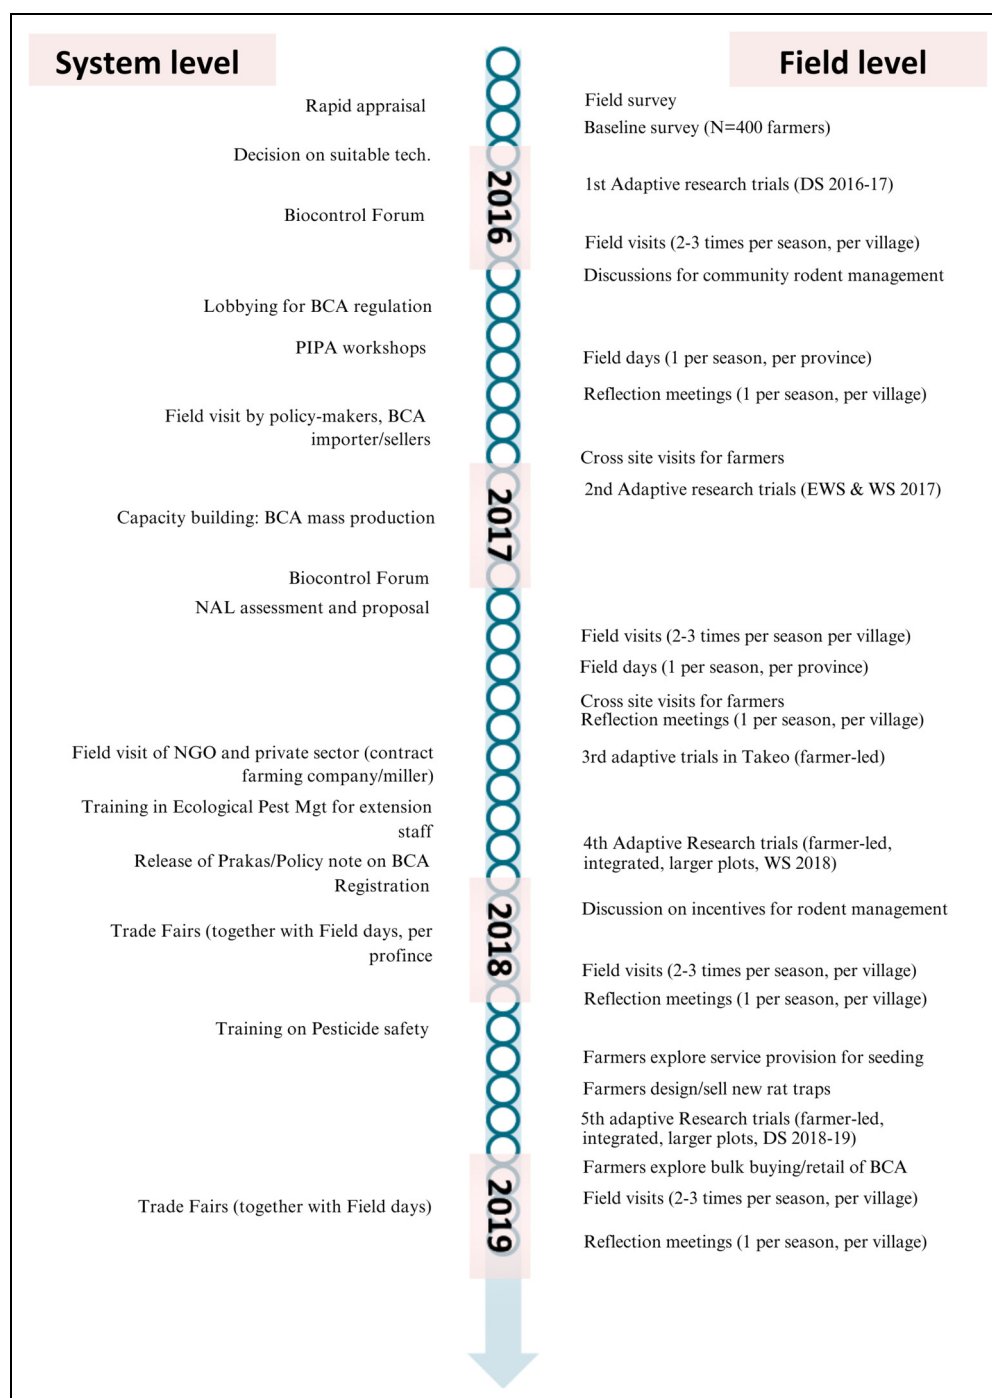 System level
Field level
Rapid appraisal
Field survey
Baseline survey (N=400 farmers)
Decision on suitable tech.
2016
1st Adaptive research trials (DS 2016-17)
Biocontrol Forum
Field visits (2-3 times per season, per village)
Discussions for community rodent management
Lobbying for BCA regulation
PIPA workshops
Field days (1 per season, per province)
Reflection meetings (1 per season, per village)
Field visit by policy-makers, BCA
importer/sellers
Cross site visits for farmers
2017
2nd Adaptive research trials (EWS & WS 2017)
Capacity building: BCA mass production
Biocontrol Forum
NAL assessment and proposal
Field visits (2-3 times per season per village)
Field days (1 per season, per province)
Cross site visits for farmers
Reflection meetings (1 per season, per village)
Field visit of NGO and private sector (contract
farming company/miller)
3rd adaptive trials in Takeo (farmer-led)
Training in Ecological Pest Mgt for extension
staff
4th Adaptive Research trials (farmer-led,
integrated, larger plots, WS 2018)
Release of Prakas/Policy note on BCA
Registration
2018
Discussion on incentives for rodent management
Trade Fairs (together with Field days, per
profince
Field visits (2-3 times per season, per village)
Reflection meetings (1 per season, per village)
Training on Pesticide safety
Farmers explore service provision for seeding
Farmers design/sell new rat traps
5th adaptive Research trials (farmer-led,
integrated, larger plots, DS 2018-19)
2019
Farmers explore bulk buying/retail of BCA
Field visits (2-3 times per season, per village)
Trade Fairs (together with Field days)
Reflection meetings (1 per season, per village)